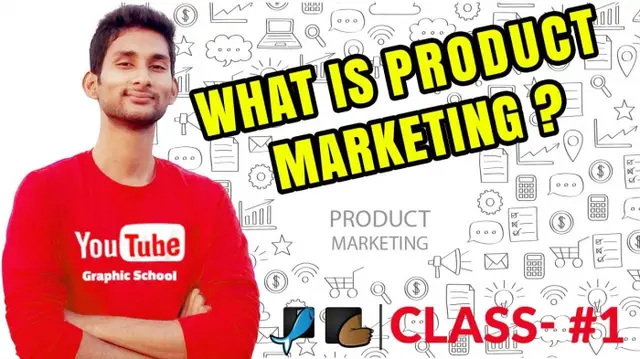 WHAT IS PRODUCT
MARKETING ?
YouTube
Graphic School
PRODUCT
MARKETING
CLASS- #1